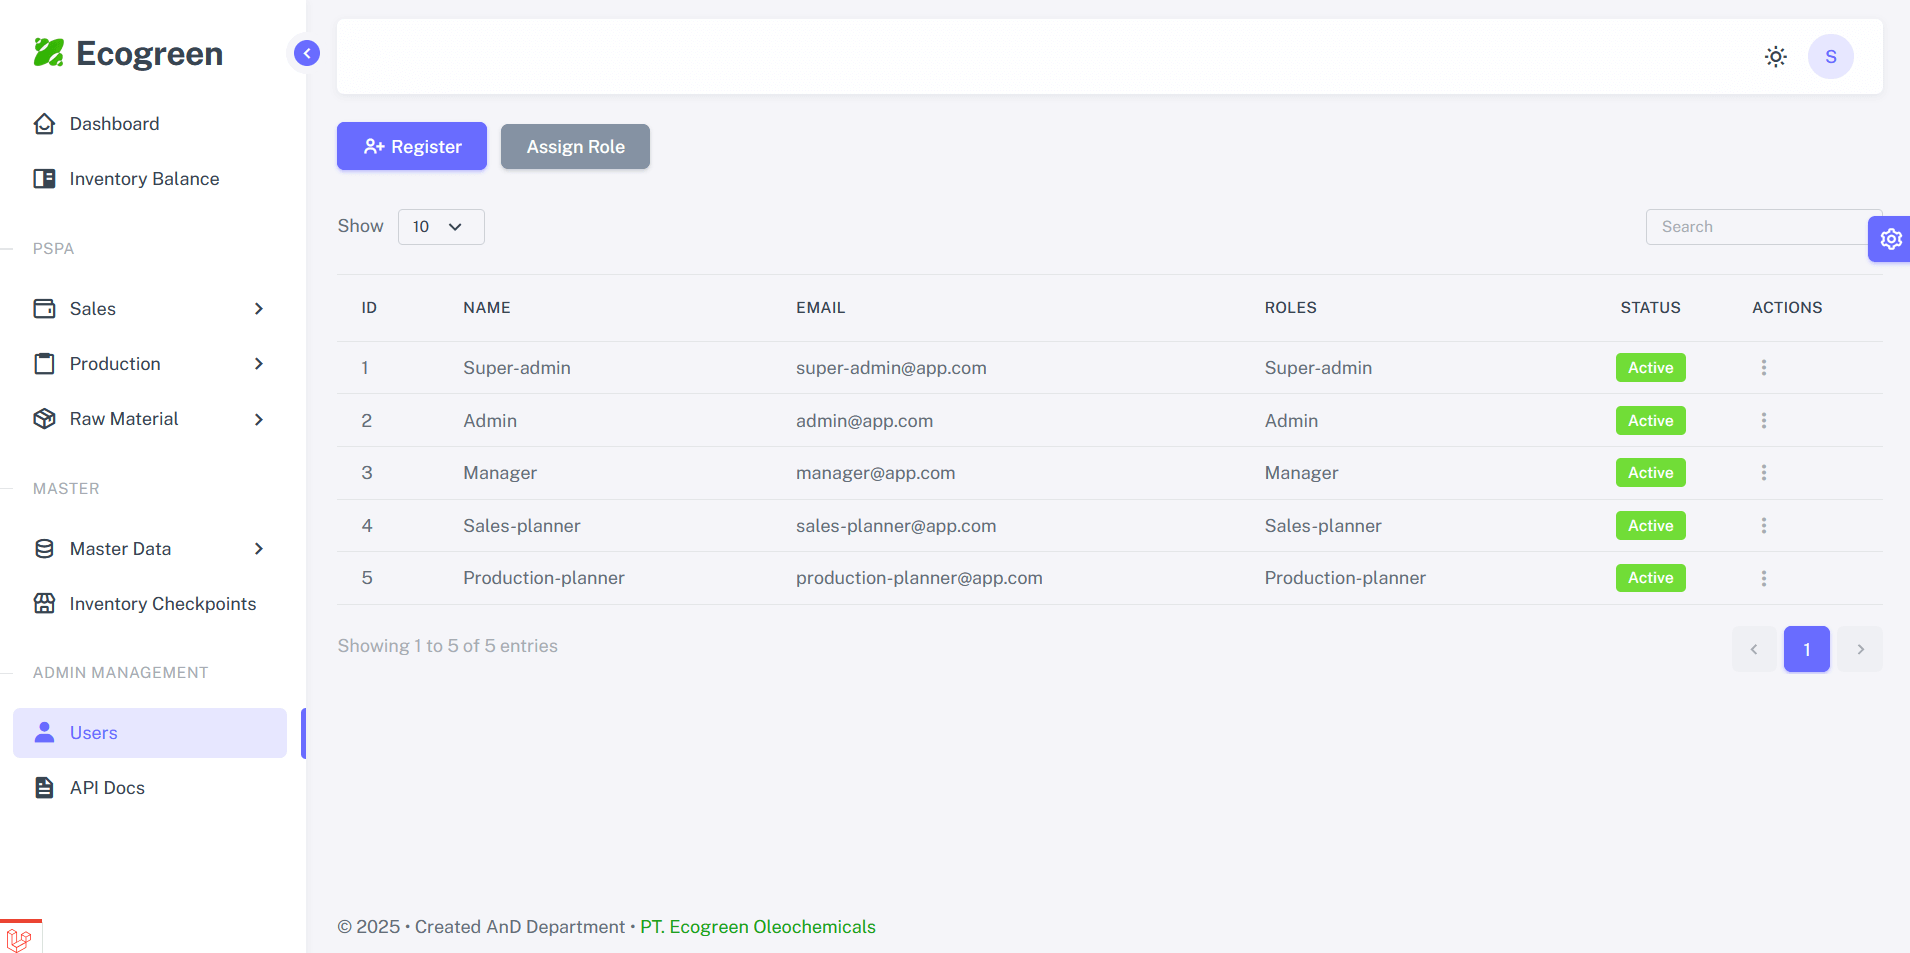 Ecogreen
Dashboard
Inventory Balance
PSPA
Sales
Production
Raw Material
MASTER
Master Data
Inventory Checkpoints
ADMIN MANAGEMENT
Users
API Docs
S
Register Assign Role
Show 10 Search
ID NAME EMAIL ROLES STATUS ACTIONS
1 Super-admin super-admin@app.com Super-admin Active
2 Admin admin@app.com Admin Active
3 Manager manager@app.com Manager Active
4 Sales-planner sales-planner@app.com Sales-planner Active
5 Production-planner production-planner@app.com Production-planner Active
Showing 1 to 5 of 5 entries 1
© 2025 • Created AnD Department • PT. Ecogreen Oleochemicals